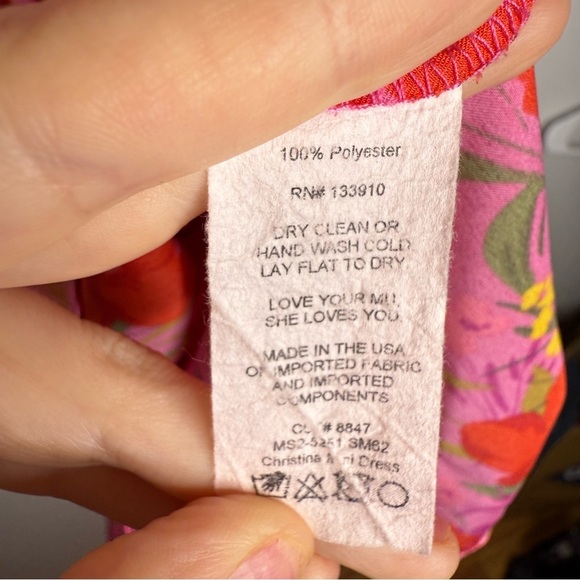 100% Polyester
RN# 133910
DRY CLEAN OR
HAND WASH COLD
LAY FLAT TO DRY
LOVE YOUR
SHE LOVES YOU.
MADE IN THE USA
OF IMPORTED FABRIC
AND IMPORTED
COMPONENTS
# 8847
SM62
Christina Dress